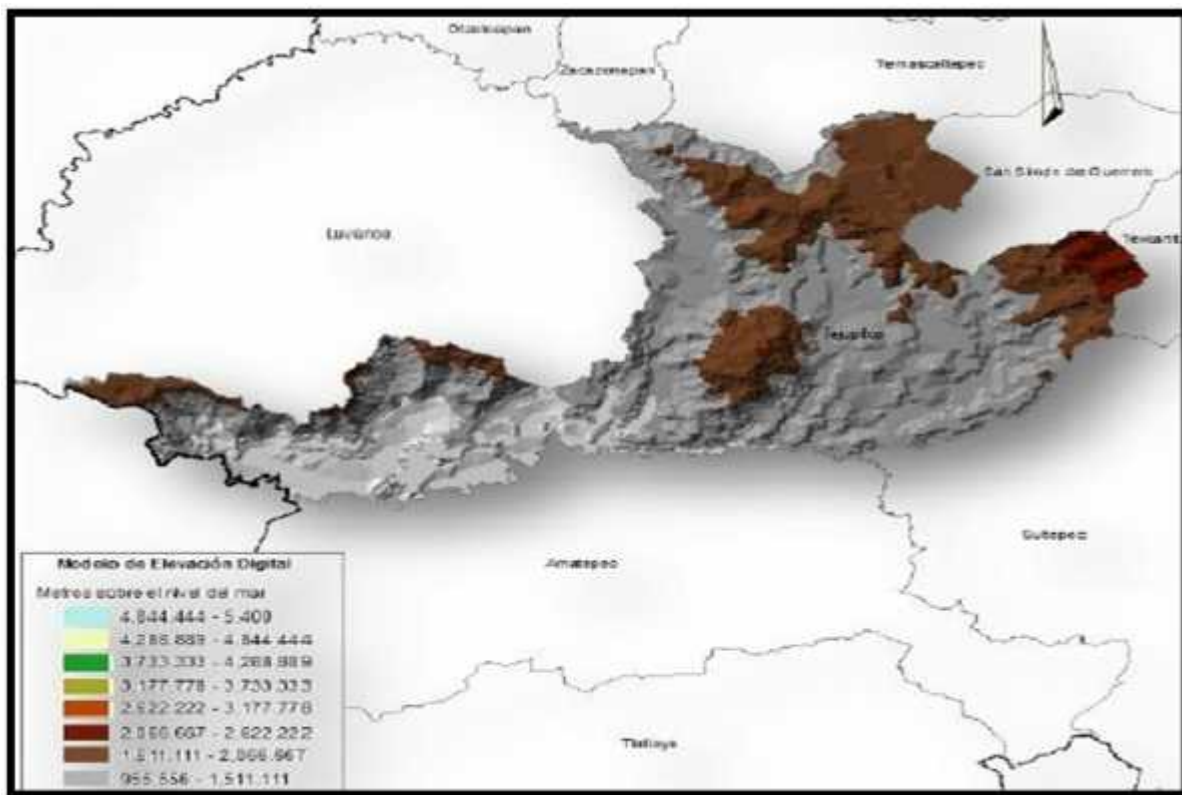 Otzoloapan
Zacazonapan
Temascaltepec
San Simón de Guerrero
Luvianos
Tejupilco
Sultepec
Amatepec
Tlatlaya
Modelo de Elevación Digital
Metros sobre el nivel del mar
4,844.444 - 5,409
4,288.889 - 4,844.444
3,733.333 - 4,288.889
3,177.778 - 3,733.333
2,622.222 - 3,177.778
2,066.667 - 2,622.222
1,511.111 - 2,066.667
955.556 - 1,511.111